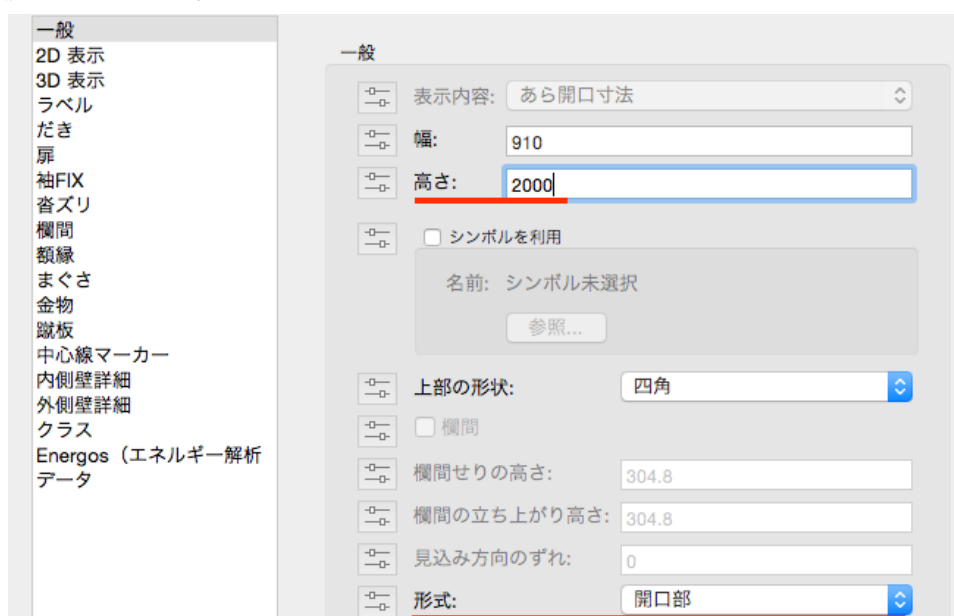 一般
2D 表示
3D 表示
ラベル
だき
扉
袖FIX
沓ズリ
欄間
額縁
まぐさ
金物
蹴板
中心線マーカー
内側壁詳細
外側壁詳細
クラス
Energos（エネルギー解析
データ
一般
表示内容: あら開口寸法
幅: 910
高さ: 2000
シンボルを利用
名前: シンボル未選択
参照...
上部の形状: 四角
欄間
欄間せりの高さ: 304.8
欄間の立ち上がり高さ: 304.8
見込み方向のずれ: 0
形式: 開口部